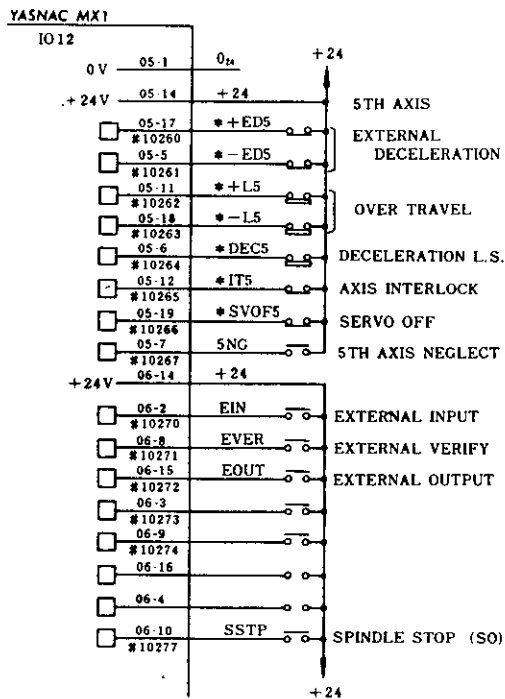 YASNAC MX1
IO12
+24
0V 05-1 0₂₄
+24V 05-14 +24 5TH AXIS
05-17 *+ED5 EXTERNAL
#10260 DECELERATION
05-5 *-ED5
#10261
05-11 *+L5
#10262 OVER TRAVEL
05-18 *-L5
#10263
05-6 *DEC5 DECELERATION L.S.
#10264
05-12 *IT5 AXIS INTERLOCK
#10265
05-19 *SVOF5 SERVO OFF
#10266
05-7 5NG 5TH AXIS NEGLECT
#10267
+24V 06-14 +24
06-2 EIN EXTERNAL INPUT
#10270
06-8 EVER EXTERNAL VERIFY
#10271
06-15 EOUT EXTERNAL OUTPUT
#10272
06-3
#10273
06-9
#10274
06-16
06-4
06-10 SSTP SPINDLE STOP (SO)
#10277
+24